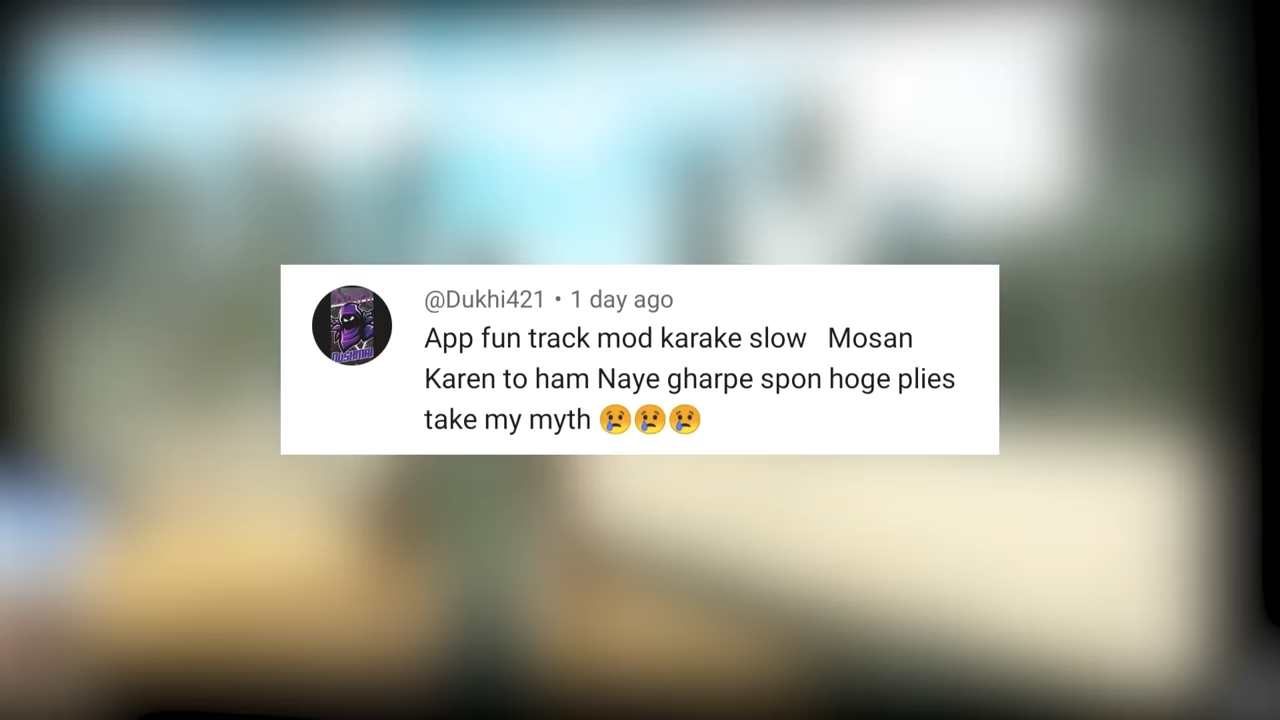 @Dukhi421 • 1 day ago
App fun track mod karake slow   Mosan
Karen to ham Naye gharpe spon hoge plies
take my myth 😢😢😢